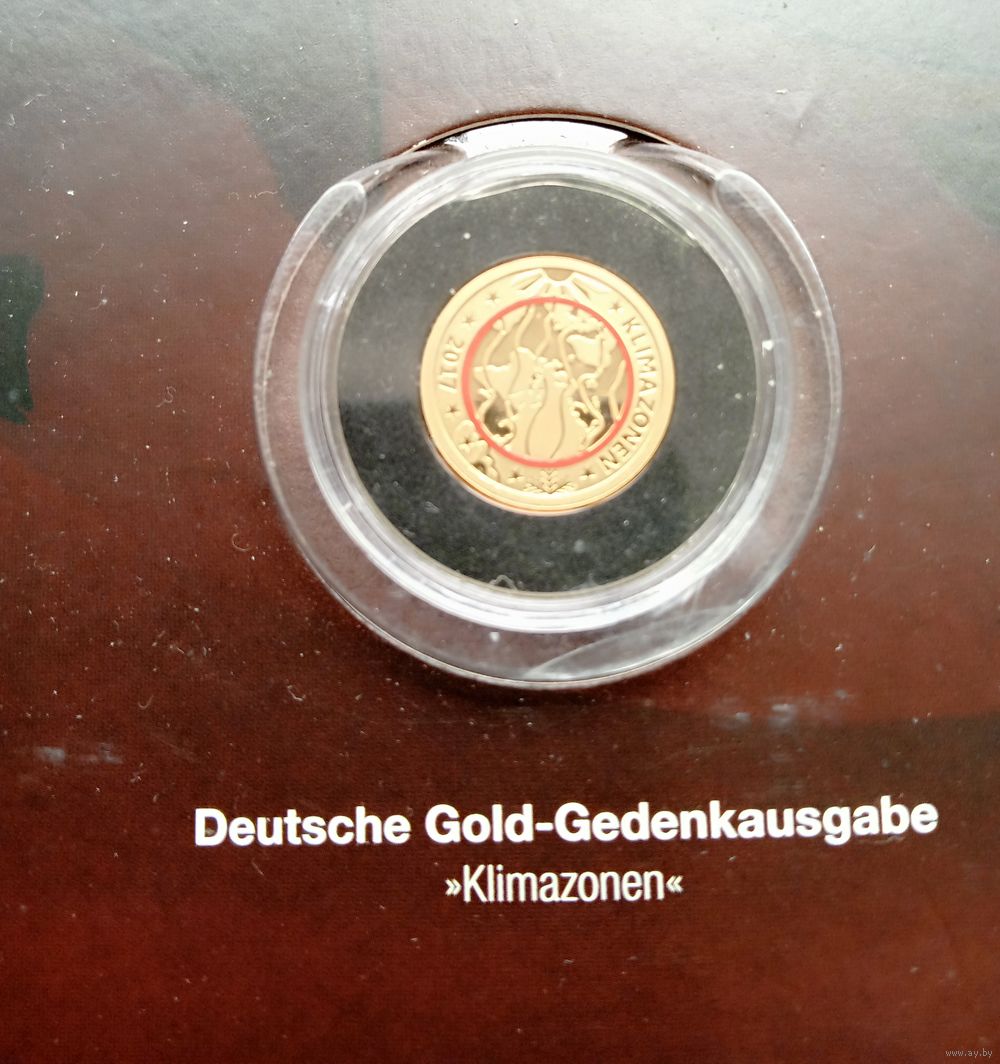 2017
KLIMAZONEN
Deutsche Gold-Gedenkausgabe
»Klimazonen«
www.ay.by